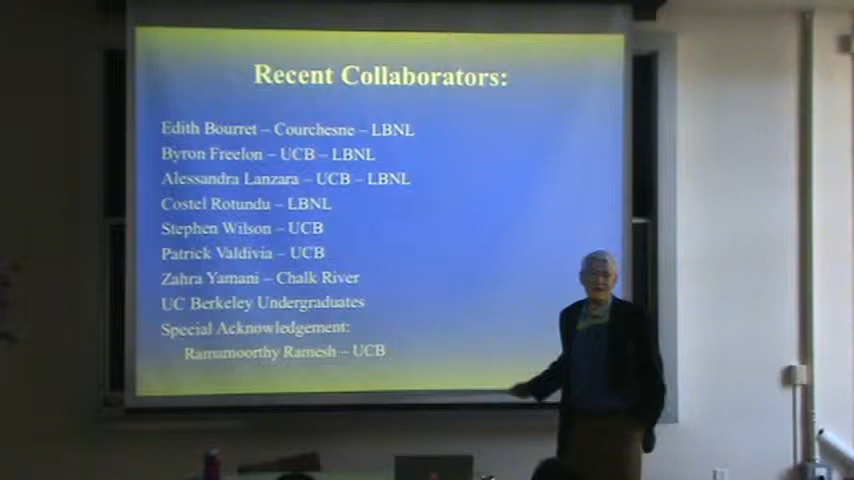 Recent Collaborators:
Edith Bourret – Courchesne – LBNL
Byron Freelon – UCB – LBNL
Alessandra Lanzara – UCB – LBNL
Costel Rotundu – LBNL
Stephen Wilson – UCB
Patrick Valdivia – UCB
Zahra Yamani – Chalk River
UC Berkeley Undergraduates
Special Acknowledgement:
Ramamoorthy Ramesh – UCB